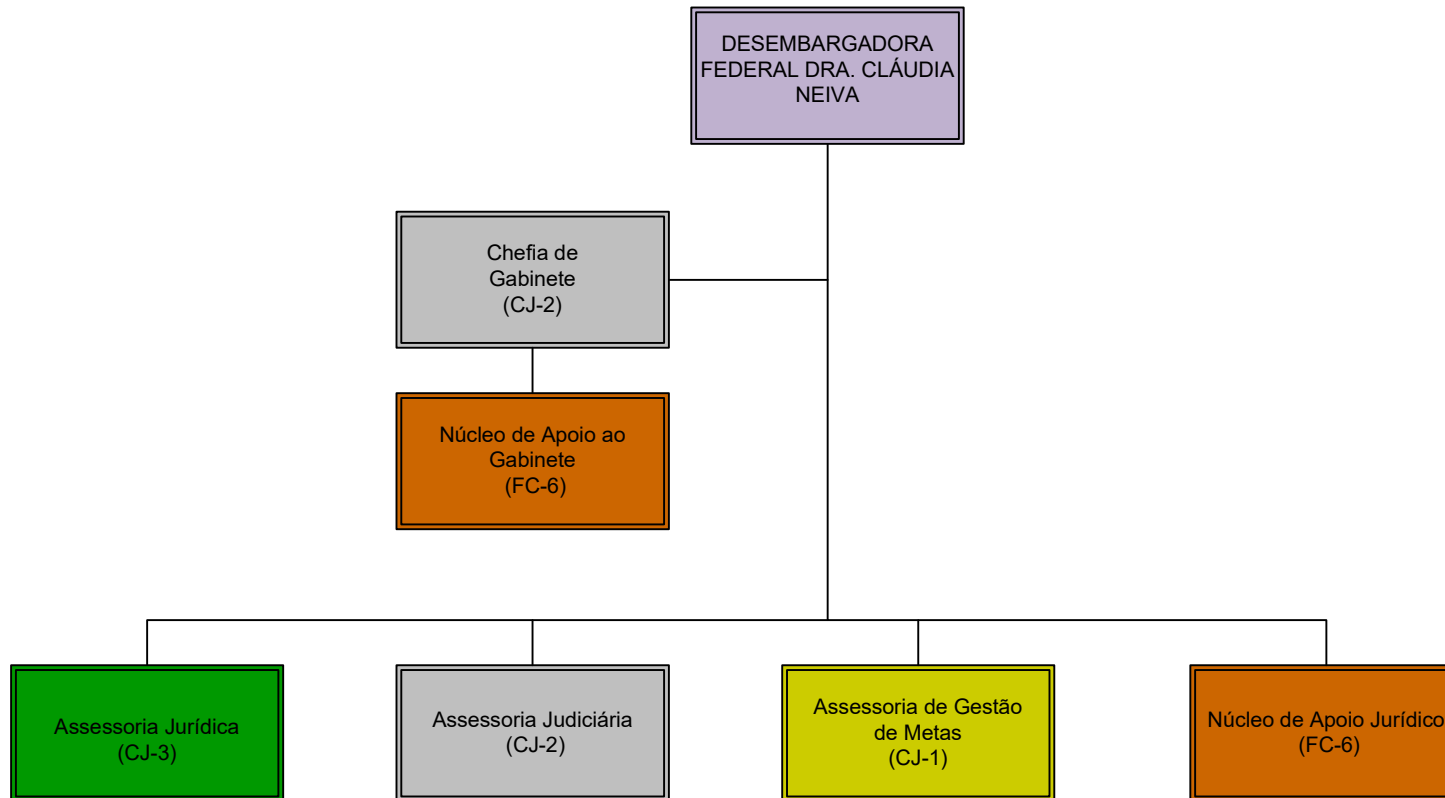 DESEMBARGADORA
FEDERAL DRA. CLÁUDIA
NEIVA
Chefia de
Gabinete
(CJ-2)
Núcleo de Apoio ao
Gabinete
(FC-6)
Assessoria Jurídica
(CJ-3)
Assessoria Judiciária
(CJ-2)
Assessoria de Gestão
de Metas
(CJ-1)
Núcleo de Apoio Jurídico
(FC-6)